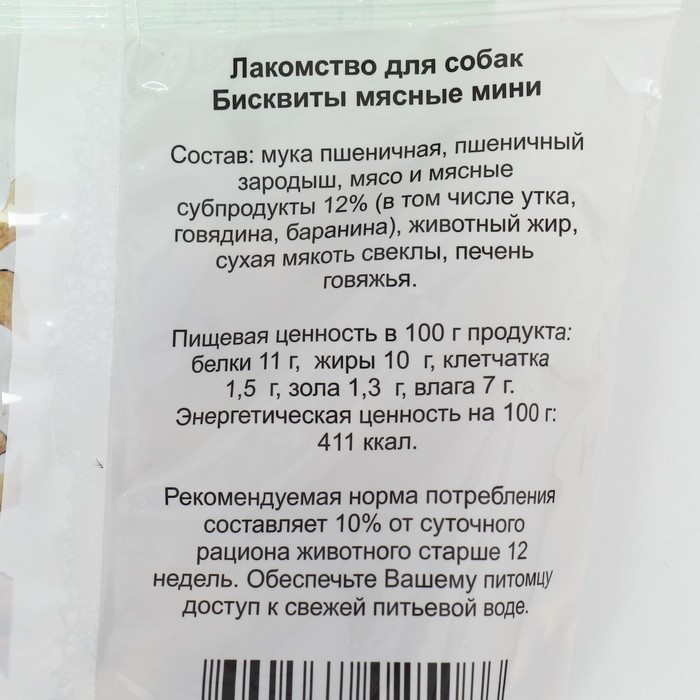 Лакомство для собак
Бисквиты мясные мини
Состав: мука пшеничная, пшеничный
зародыш, мясо и мясные
субпродукты 12% (в том числе утка,
говядина, баранина), животный жир,
сухая мякоть свеклы, печень
говяжья.
Пищевая ценность в 100 г продукта:
белки 11 г, жиры 10 г, клетчатка
1,5 г, зола 1,3 г, влага 7 г.
Энергетическая ценность на 100 г:
411 ккал.
Рекомендуемая норма потребления
составляет 10% от суточного
рациона животного старше 12
недель. Обеспечьте Вашему питомцу
доступ к свежей питьевой воде.